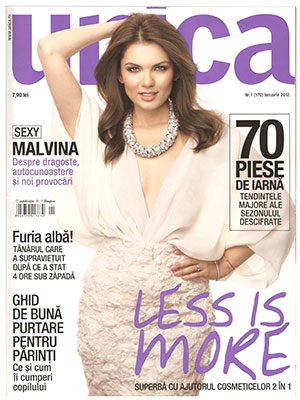 www.unica.ro
unica
7,90 lei
Nr.1 (175) Ianuarie 2012
SEXY
MALVINA
Despre dragoste,
autocunoaștere
și noi provocări
70
PIESE
DE IARNĂ
TENDINȚELE
MAJORE ALE
SEZONULUI
DESCIFRATE
Furia albă!
TÂNĂRUL CARE
A SUPRAVIEȚUIT
DUPĂ CE A STAT
4 ORE SUB ZĂPADĂ
GHID
DE BUNĂ
PURTARE
PENTRU
PĂRINȚI
Ce și cum
îi cumperi
copilului
LESS IS
MORE
SUPERBĂ CU AJUTORUL COSMETICELOR 2 ÎN 1